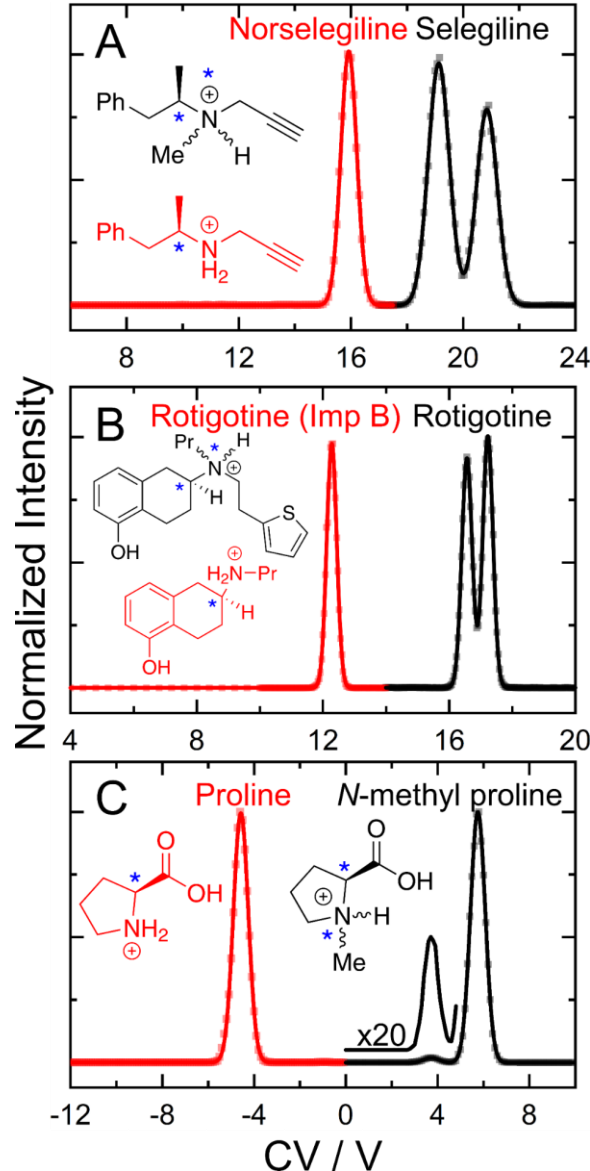 A
Norselegiline Selegiline
*
⊕
Ph
*
N
Me
H
⊕
Ph
*
N
H2
8 12 16 20 24
B
Rotigotine (Imp B) Rotigotine
Pr * H
N ⊕
* H
S
OH
⊕
H2N-Pr
*
H
OH
4 8 12 16 20
C
Proline N-methyl proline
O
*
OH
NH2
⊕
O
*
OH
⊕
N H
*
Me
x20
-12 -8 -4 0 4 8
CV / V
Normalized Intensity